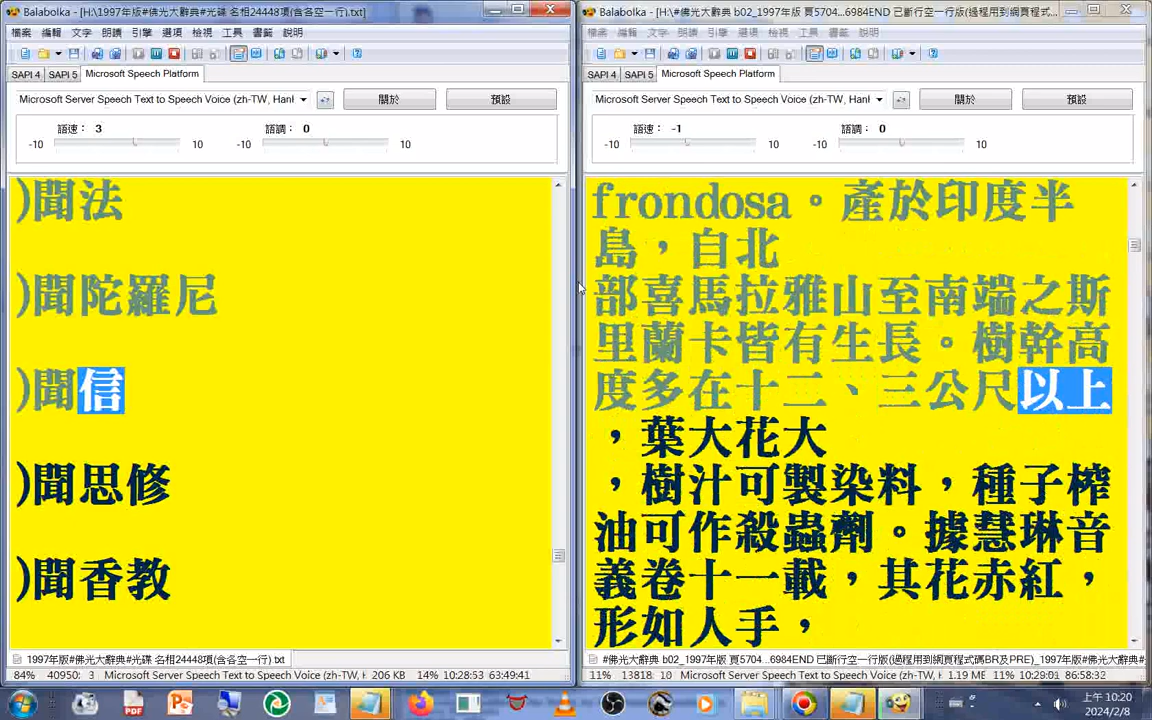 Balabolka - [H:\1997年版#佛光大辭典#光碟 名相24448項(含各空一行).txt]
檔案 編輯 文字 朗讀 引擎 選項 檢視 工具 書籤 說明
SAPI 4 SAPI 5 Microsoft Speech Platform
Microsoft Server Speech Text to Speech Voice (zh-TW, Hanl
關於 預設
語速： 3 語調： 0
-10 10 -10 10
)聞法
)聞陀羅尼
)聞信
)聞思修
)聞香教
1997年版#佛光大辭典#光碟 名相24448項(含各空一行).txt
84% 40950: 3 Microsoft Server Speech Text to Speech Voice (zh-TW, H 206 KB 14% 10:28:53 63:49:41
Balabolka - [H:\#佛光大辭典 b02_1997年版 頁5704...6984END 已斷行空一行版(過程用到網頁程式...
檔案 編輯 文字 朗讀 引擎 選項 檢視 工具 書籤 說明
SAPI 4 SAPI 5 Microsoft Speech Platform
Microsoft Server Speech Text to Speech Voice (zh-TW, Hanl
關於 預設
語速： -1 語調： 0
-10 10 -10 10
frondosa。產於印度半
島，自北
部喜馬拉雅山至南端之斯
里蘭卡皆有生長。樹幹高
度多在十二、三公尺以上
，葉大花大
，樹汁可製染料，種子榨
油可作殺蟲劑。據慧琳音
義卷十一載，其花赤紅，
形如人手，
#佛光大辭典 b02_1997年版 頁5704...6984END 已斷行空一行版(過程用到網頁程式碼BR及PRE)_1997年版#
11% 13818: 10 Microsoft Server Speech Text to Speech Voice (zh-TW, H 1.19 ME 11% 10:29:01 86:58:32
上午 10:20
2024/2/8